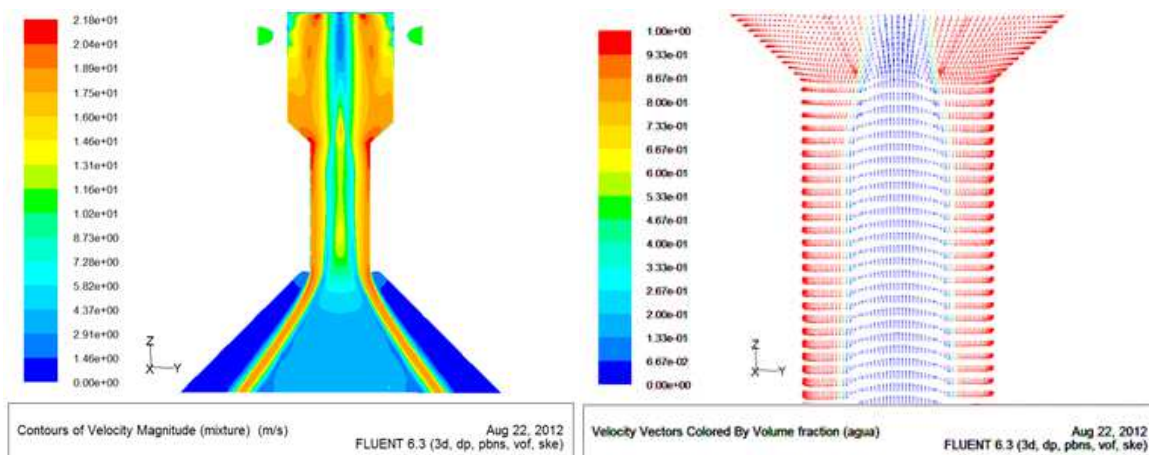 2.18e+01
2.04e+01
1.89e+01
1.75e+01
1.60e+01
1.46e+01
1.31e+01
1.16e+01
1.02e+01
8.73e+00
7.28e+00
5.82e+00
4.37e+00
2.91e+00
1.46e+00
0.00e+00
Z
X Y
Contours of Velocity Magnitude (mixture) (m/s)
Aug 22, 2012
FLUENT 6.3 (3d, dp, pbns, vof, ske)
1.00e+00
9.33e-01
8.67e-01
8.00e-01
7.33e-01
6.67e-01
6.00e-01
5.33e-01
4.67e-01
4.00e-01
3.33e-01
2.67e-01
2.00e-01
1.33e-01
6.67e-02
0.00e+00
Z
X Y
Velocity Vectors Colored By Volume fraction (agua)
Aug 22, 2012
FLUENT 6.3 (3d, dp, pbns, vof, ske)